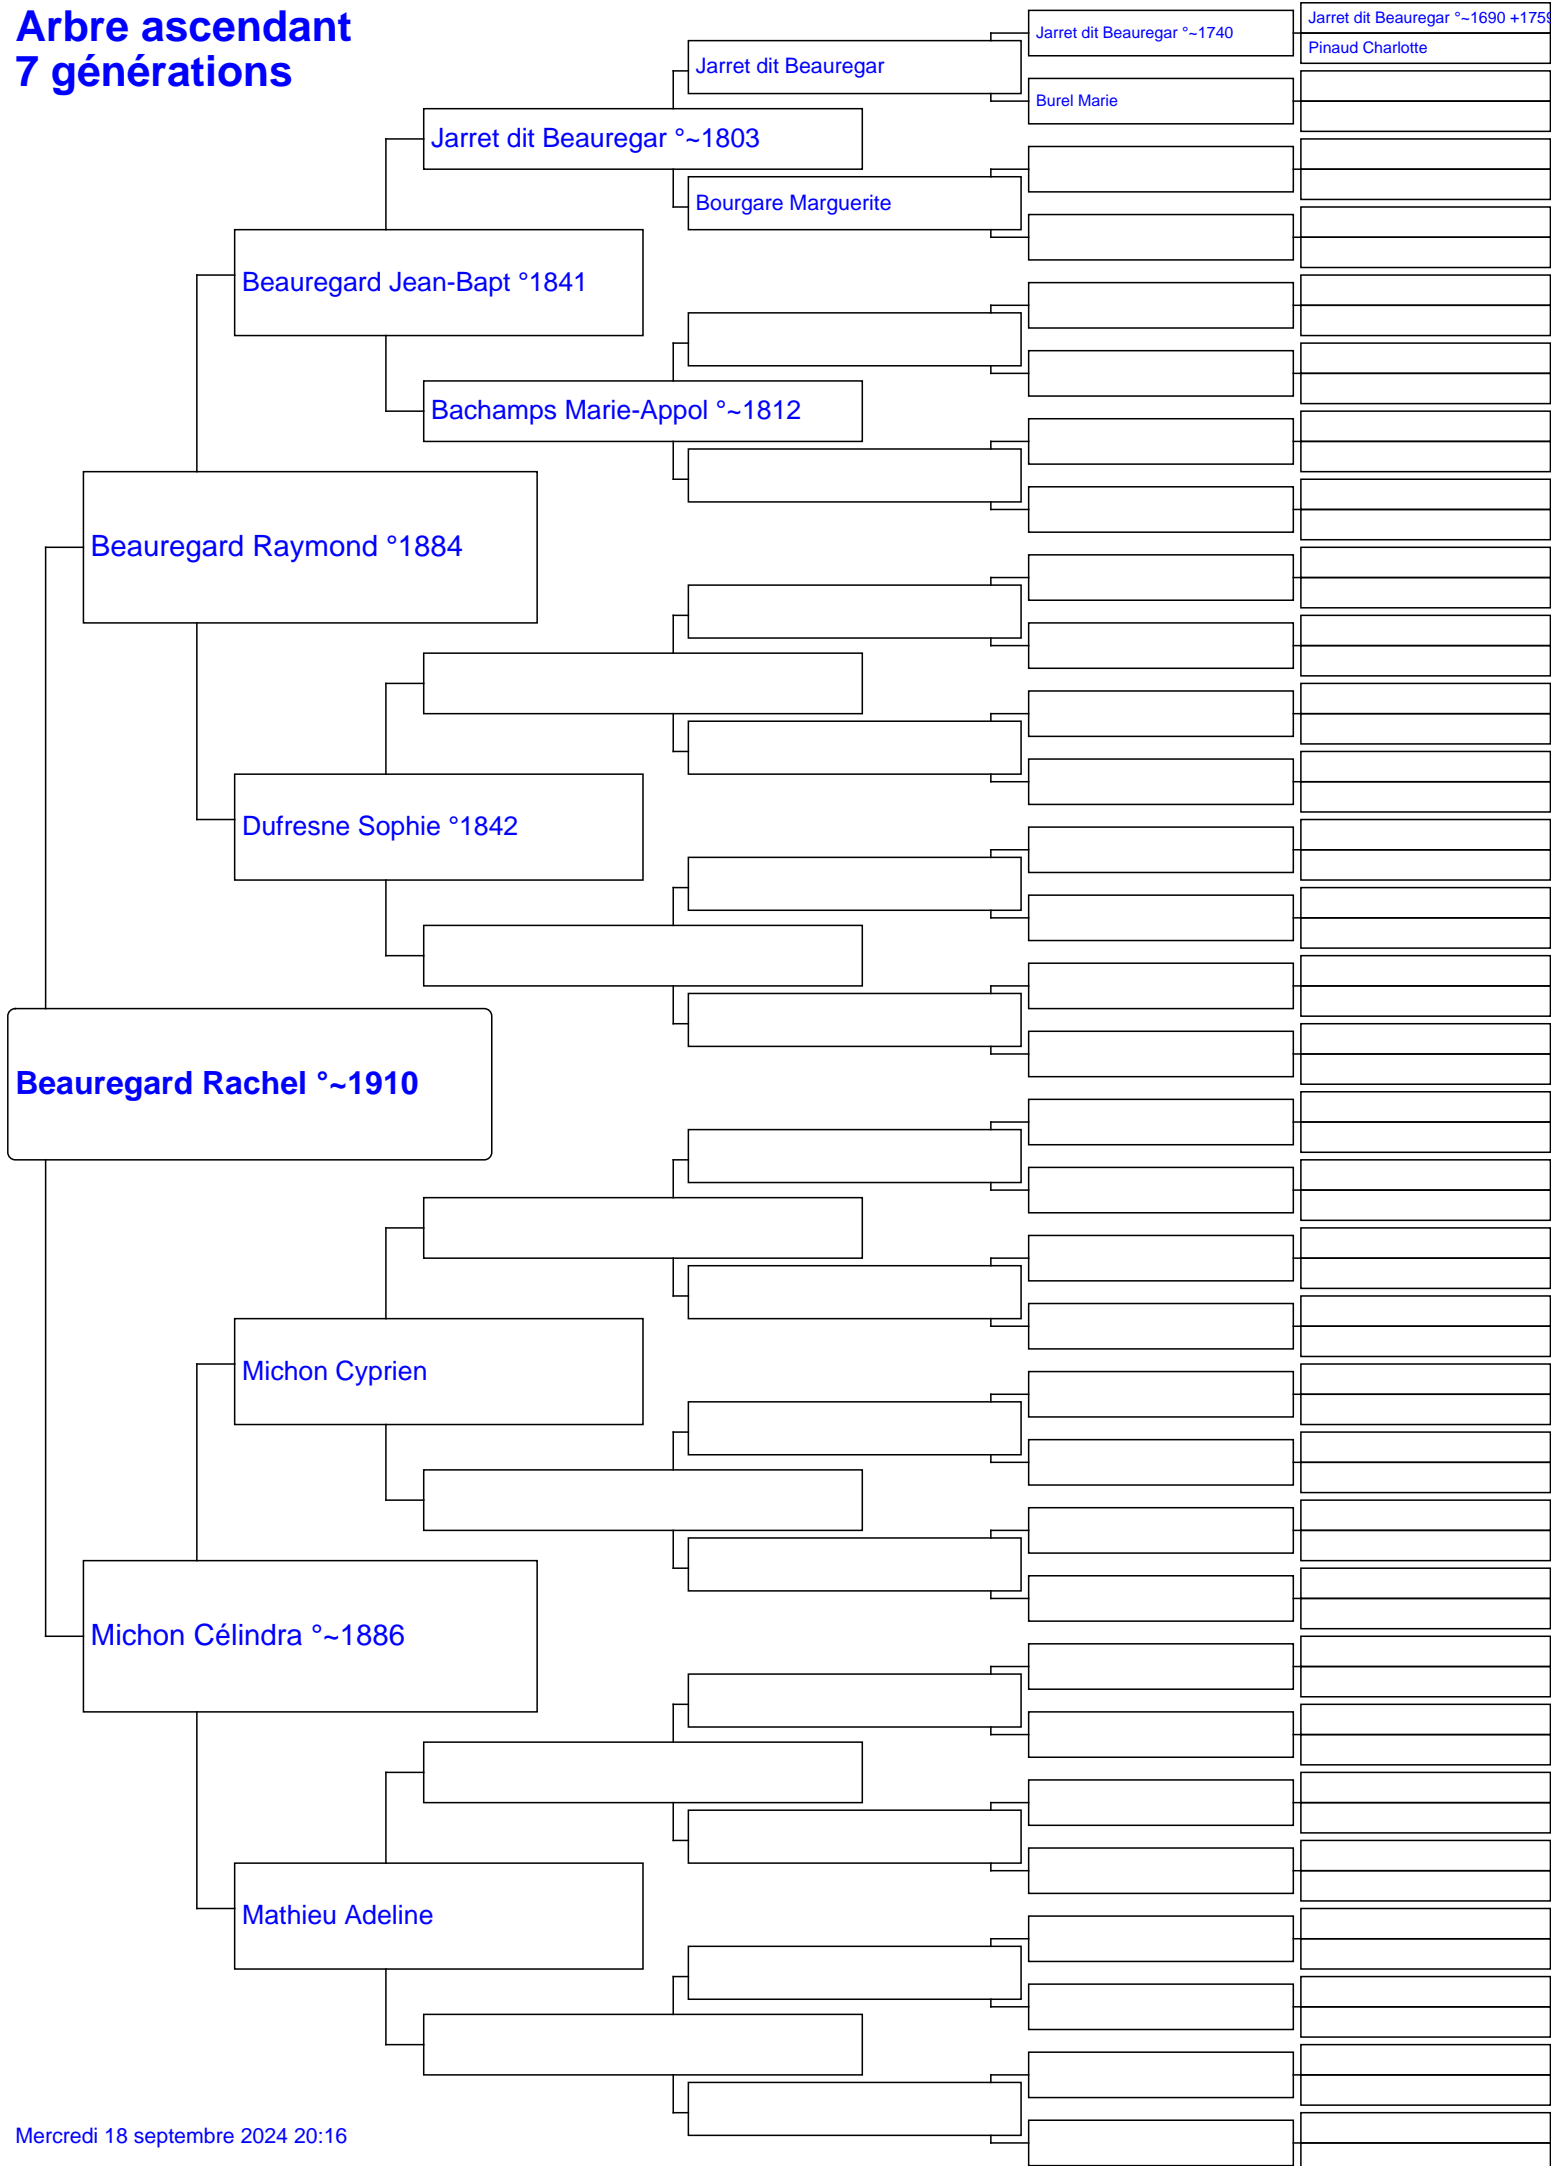 Arbre ascendant
7 générations
Jarret dit Beauregar °~1690 +1759
Jarret dit Beauregar °~1740
Pinaud Charlotte
Jarret dit Beauregar
Burel Marie
Jarret dit Beauregar °~1803
Bourgare Marguerite
Beauregard Jean-Bapt °1841
Bachamps Marie-Appol °~1812
Beauregard Raymond °1884
Dufresne Sophie °1842
Beauregard Rachel °~1910
Michon Cyprien
Michon Célindra °~1886
Mathieu Adeline
Mercredi 18 septembre 2024 20:16